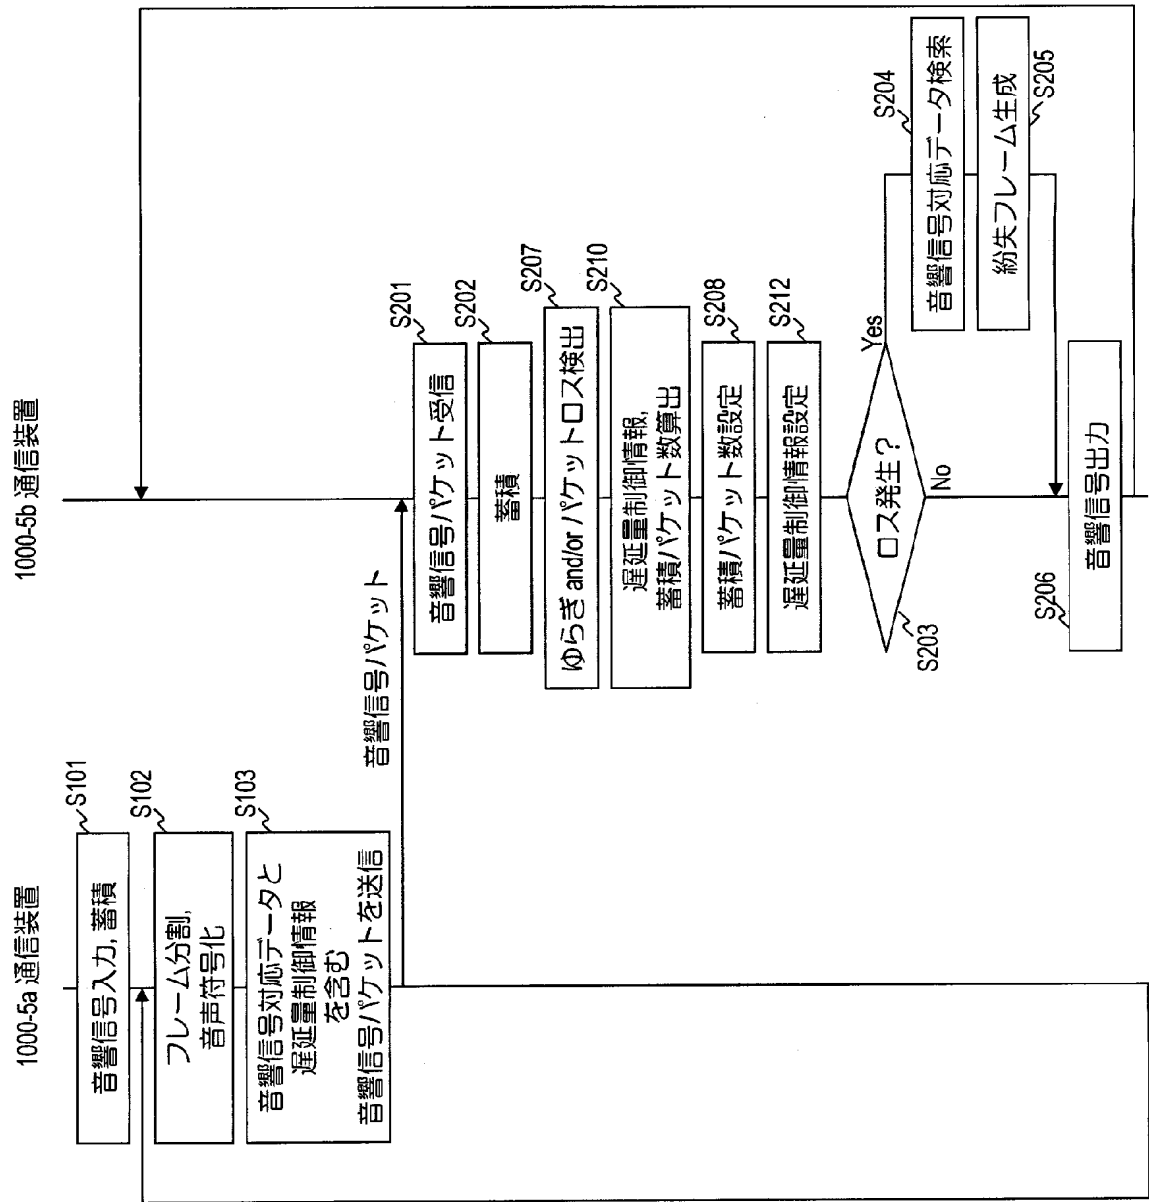 1000-5a 通信装置
1000-5b 通信装置
S101
音響信号入力, 蓄積
S102
フレーム分割,
音声符号化
S103
音響信号対応データと
遅延量制御情報
を含む
音響信号パケットを送信
音響信号パケット
S201
音響信号パケット受信
S202
蓄積
S207
ゆらぎ and/or パケットロス検出
S210
遅延量制御情報,
蓄積パケット数算出
S208
蓄積パケット数設定
S212
遅延量制御情報設定
S203
ロス発生?
Yes
No
S204
音響信号対応データ検索
S205
紛失フレーム生成
S206
音響信号出力